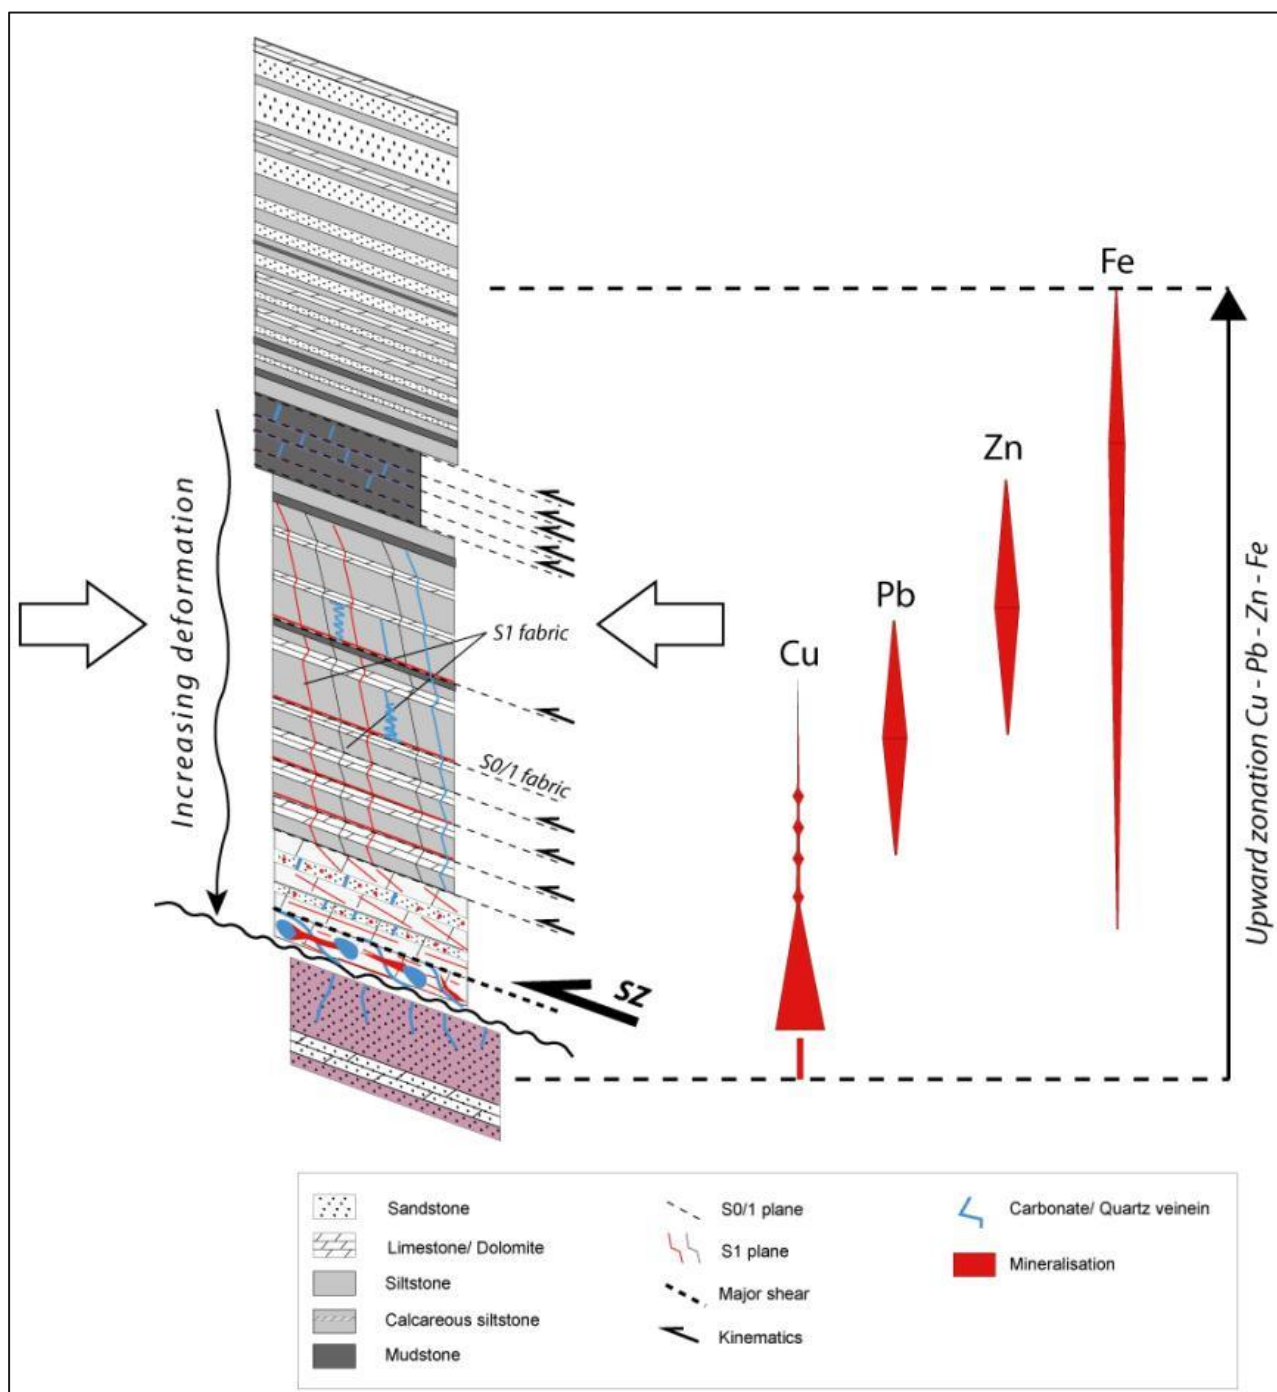 Fe
Zn
Pb
Cu
Increasing deformation
S1 fabric
S0/1 fabric
SZ
Upward zonation Cu - Pb - Zn - Fe
Sandstone
Limestone/ Dolomite
Siltstone
Calcareous siltstone
Mudstone
S0/1 plane
S1 plane
Major shear
Kinematics
Carbonate/ Quartz veinein
Mineralisation